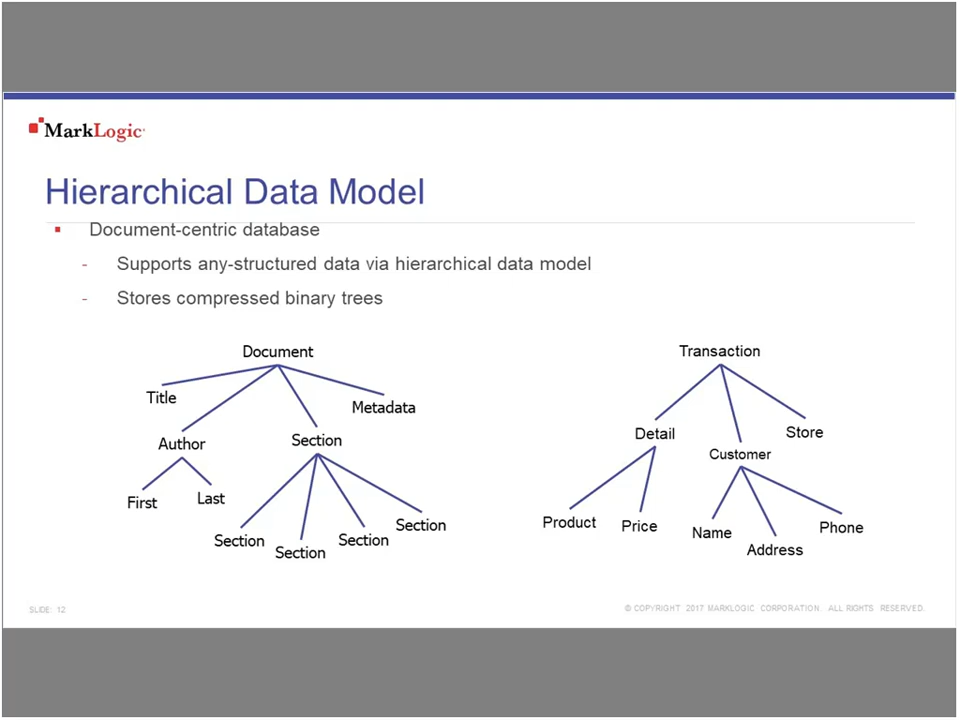 MarkLogic
Hierarchical Data Model
Document-centric database
- Supports any-structured data via hierarchical data model
- Stores compressed binary trees
Document
Title
Metadata
Author
Section
First
Last
Section
Section
Section
Section
Transaction
Detail
Customer
Store
Product
Price
Name
Address
Phone
SLIDE: 12
© COPYRIGHT 2017 MARKLOGIC CORPORATION. ALL RIGHTS RESERVED.